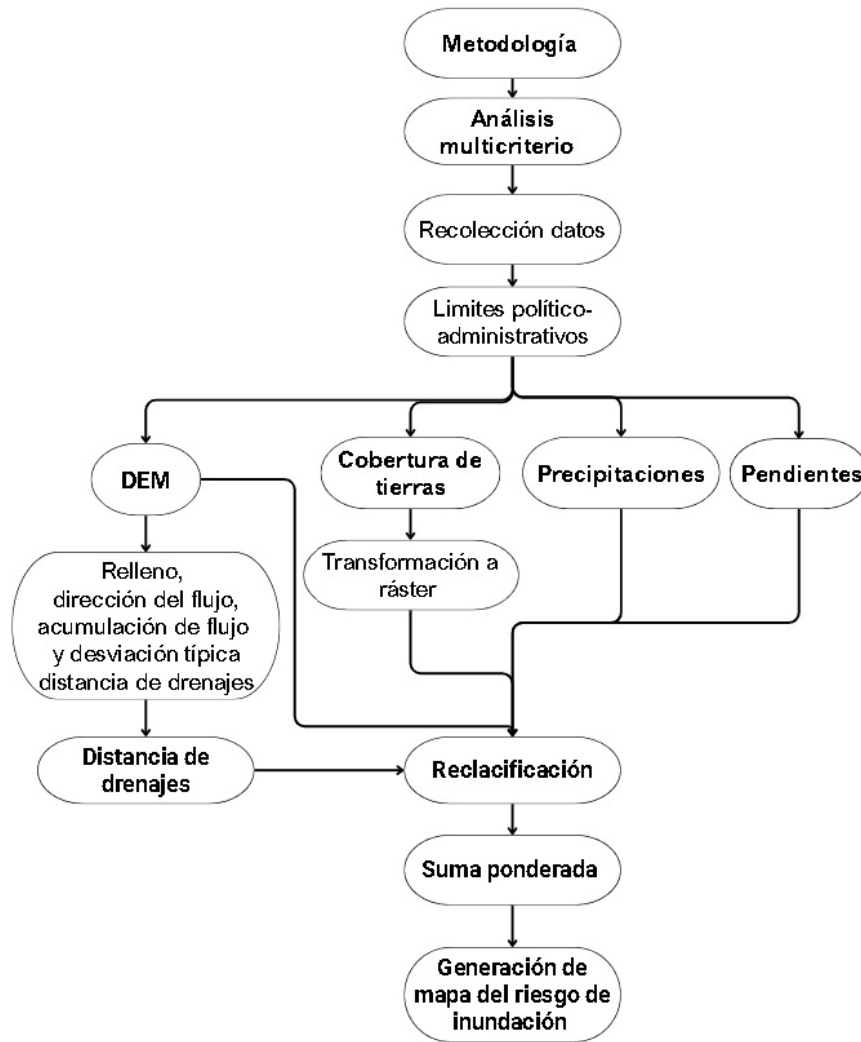 Metodología
Análisis
multicriterio
Recolección datos
Limites político-
administrativos
DEM
Cobertura de
tierras
Precipitaciones
Pendientes
Relleno,
dirección del flujo,
acumulación de flujo
y desviación típica
distancia de drenajes
Transformación a
ráster
Distancia de
drenajes
Reclacificación
Suma ponderada
Generación de
mapa del riesgo de
inundación